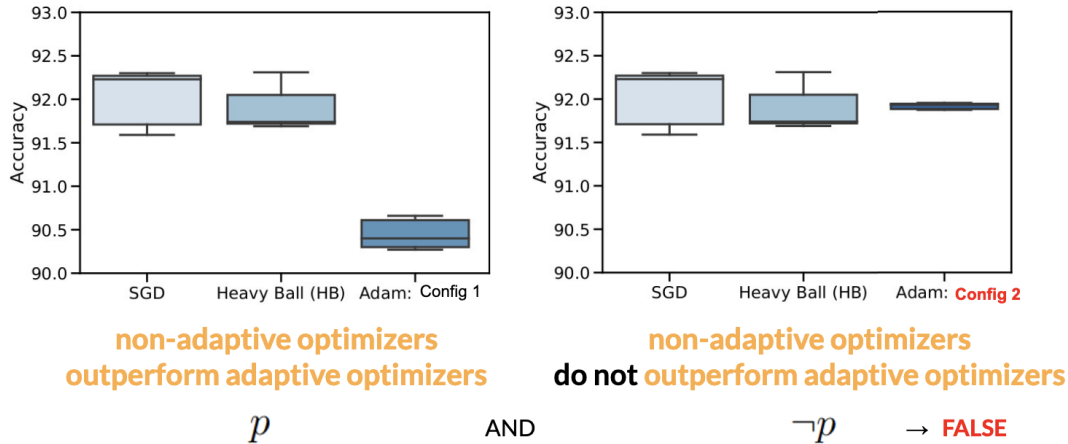 93.0
92.5
92.0
91.5
91.0
90.5
90.0
Accuracy
SGD Heavy Ball (HB) Adam: Config 1
93.0
92.5
92.0
91.5
91.0
90.5
90.0
Accuracy
SGD Heavy Ball (HB) Adam: Config 2
non-adaptive optimizers
outperform adaptive optimizers
non-adaptive optimizers
do not outperform adaptive optimizers
p AND ¬p → FALSE